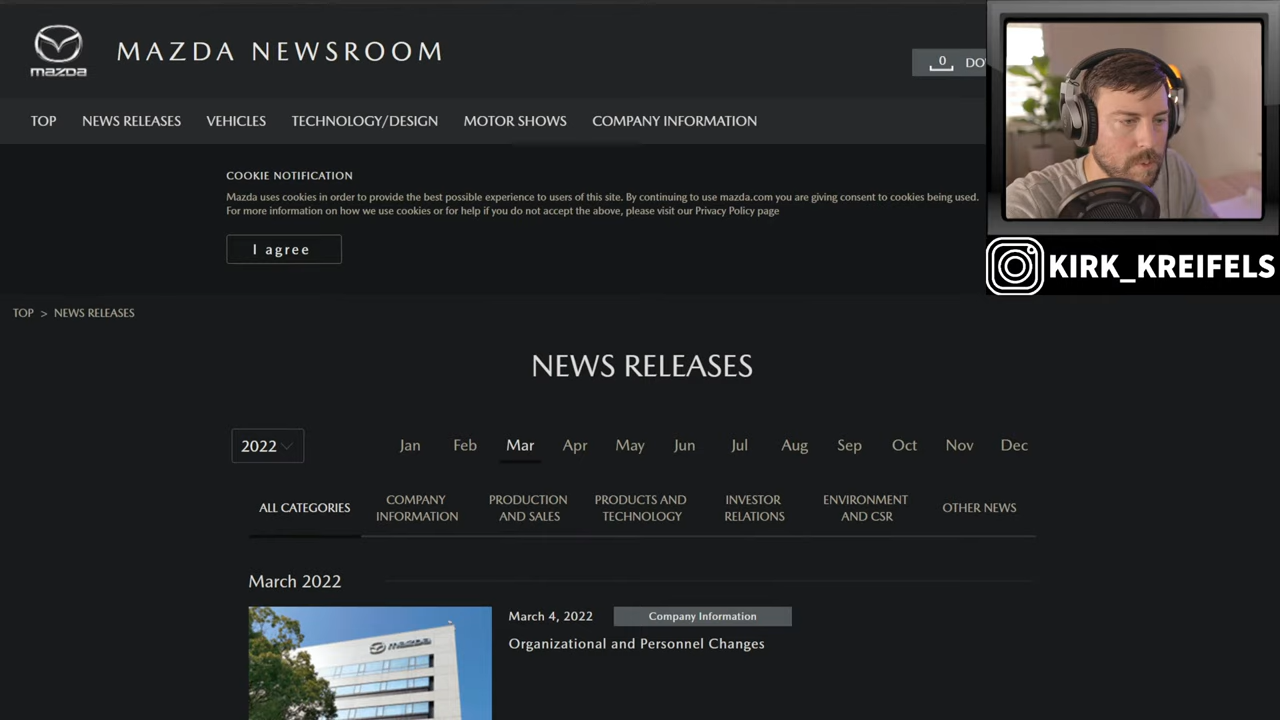 MAZDA NEWSROOM
mazda
0
TOP NEWS RELEASES VEHICLES TECHNOLOGY/DESIGN MOTOR SHOWS COMPANY INFORMATION
COOKIE NOTIFICATION
Mazda uses cookies in order to provide the best possible experience to users of this site. By continuing to use mazda.com you are giving consent to cookies being used.
For more information on how we use cookies or for help if you do not accept the above, please visit our Privacy Policy page
I agree
KIRK_KREIFELS
TOP > NEWS RELEASES
NEWS RELEASES
2022 Jan Feb Mar Apr May Jun Jul Aug Sep Oct Nov Dec
ALL CATEGORIES
COMPANY INFORMATION
PRODUCTION AND SALES
PRODUCTS AND TECHNOLOGY
INVESTOR RELATIONS
ENVIRONMENT AND CSR
OTHER NEWS
March 2022
March 4, 2022 Company Information
Organizational and Personnel Changes
mazda